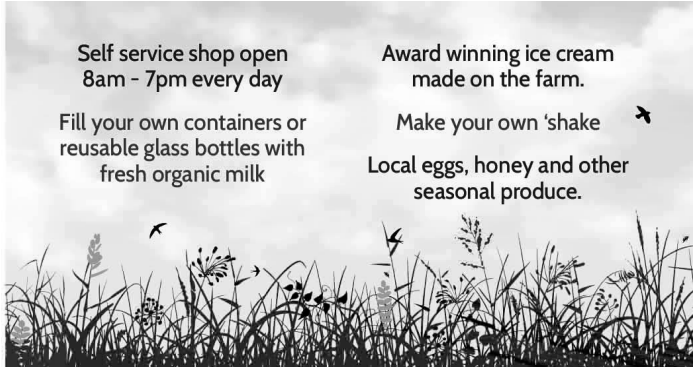 Self service shop open
8am - 7pm every day
Fill your own containers or
reusable glass bottles with
fresh organic milk
Award winning ice cream
made on the farm.
Make your own ‘shake
Local eggs, honey and other
seasonal produce.